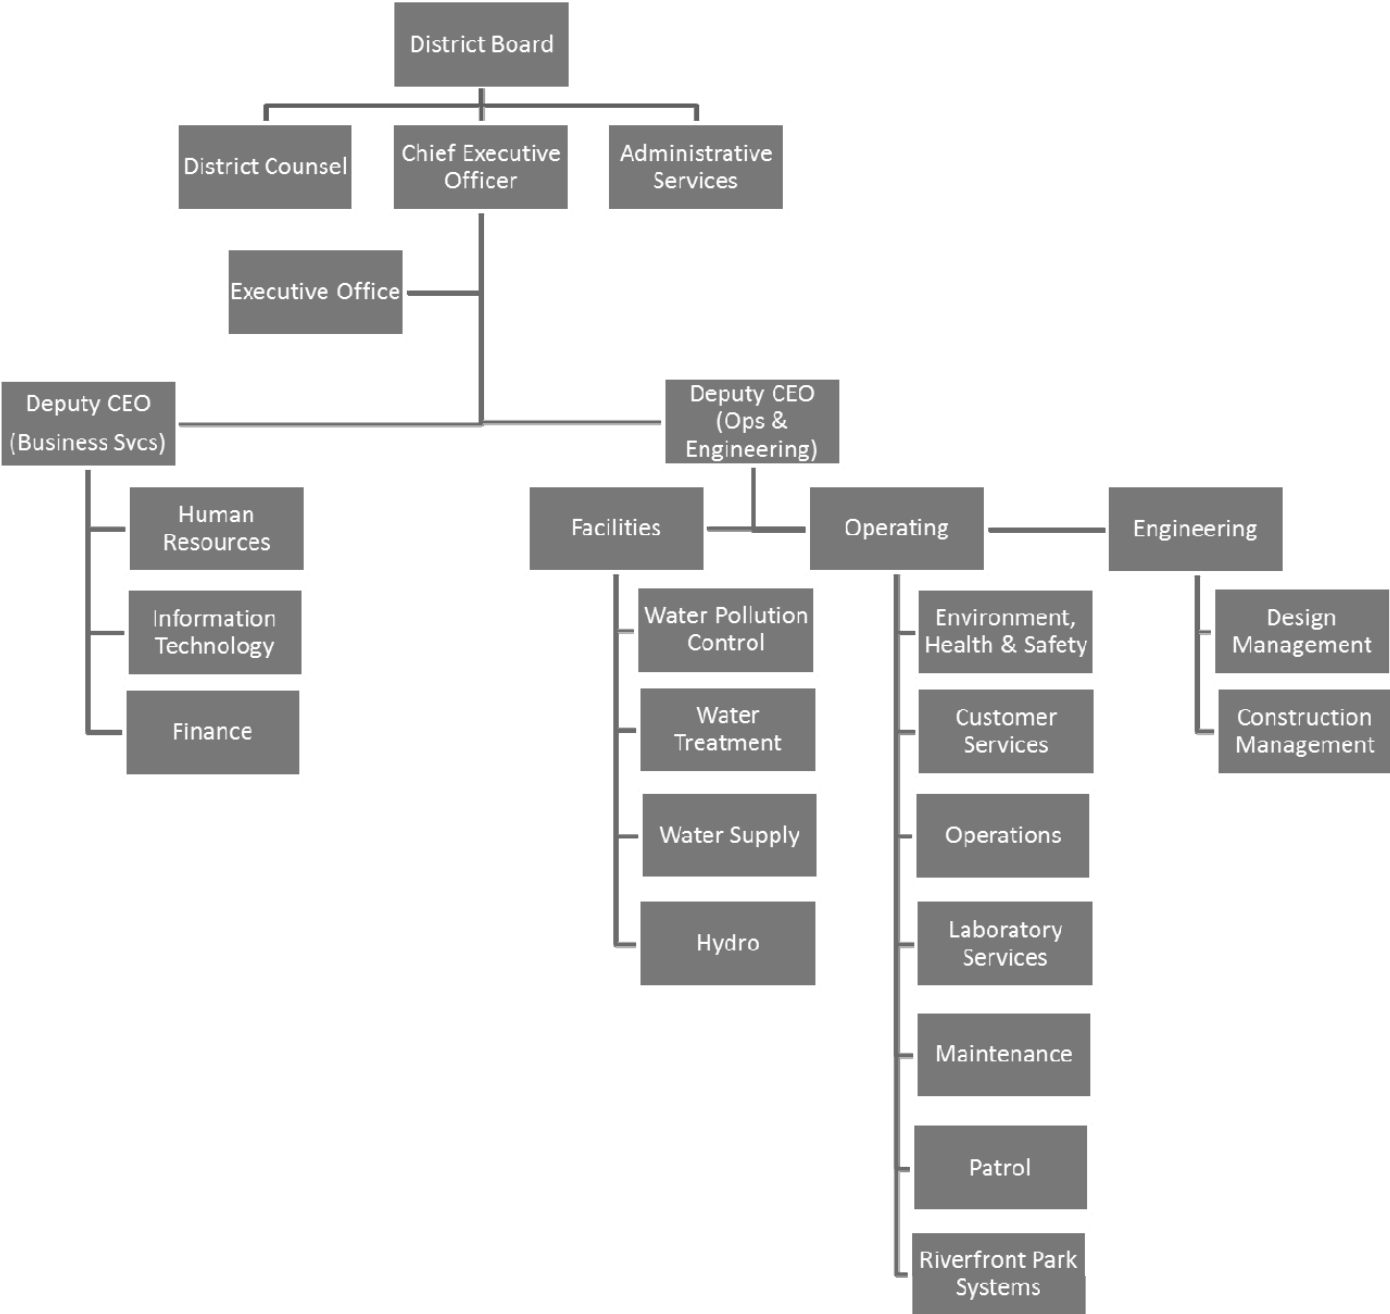 District Board
District Counsel
Chief Executive
Officer
Administrative
Services
Executive Office
Deputy CEO
(Business Svcs)
Deputy CEO
(Ops &
Engineering)
Human
Resources
Information
Technology
Finance
Facilities
Water Pollution
Control
Water
Treatment
Water Supply
Hydro
Operating
Environment,
Health & Safety
Customer
Services
Operations
Laboratory
Services
Maintenance
Patrol
Riverfront Park
Systems
Engineering
Design
Management
Construction
Management